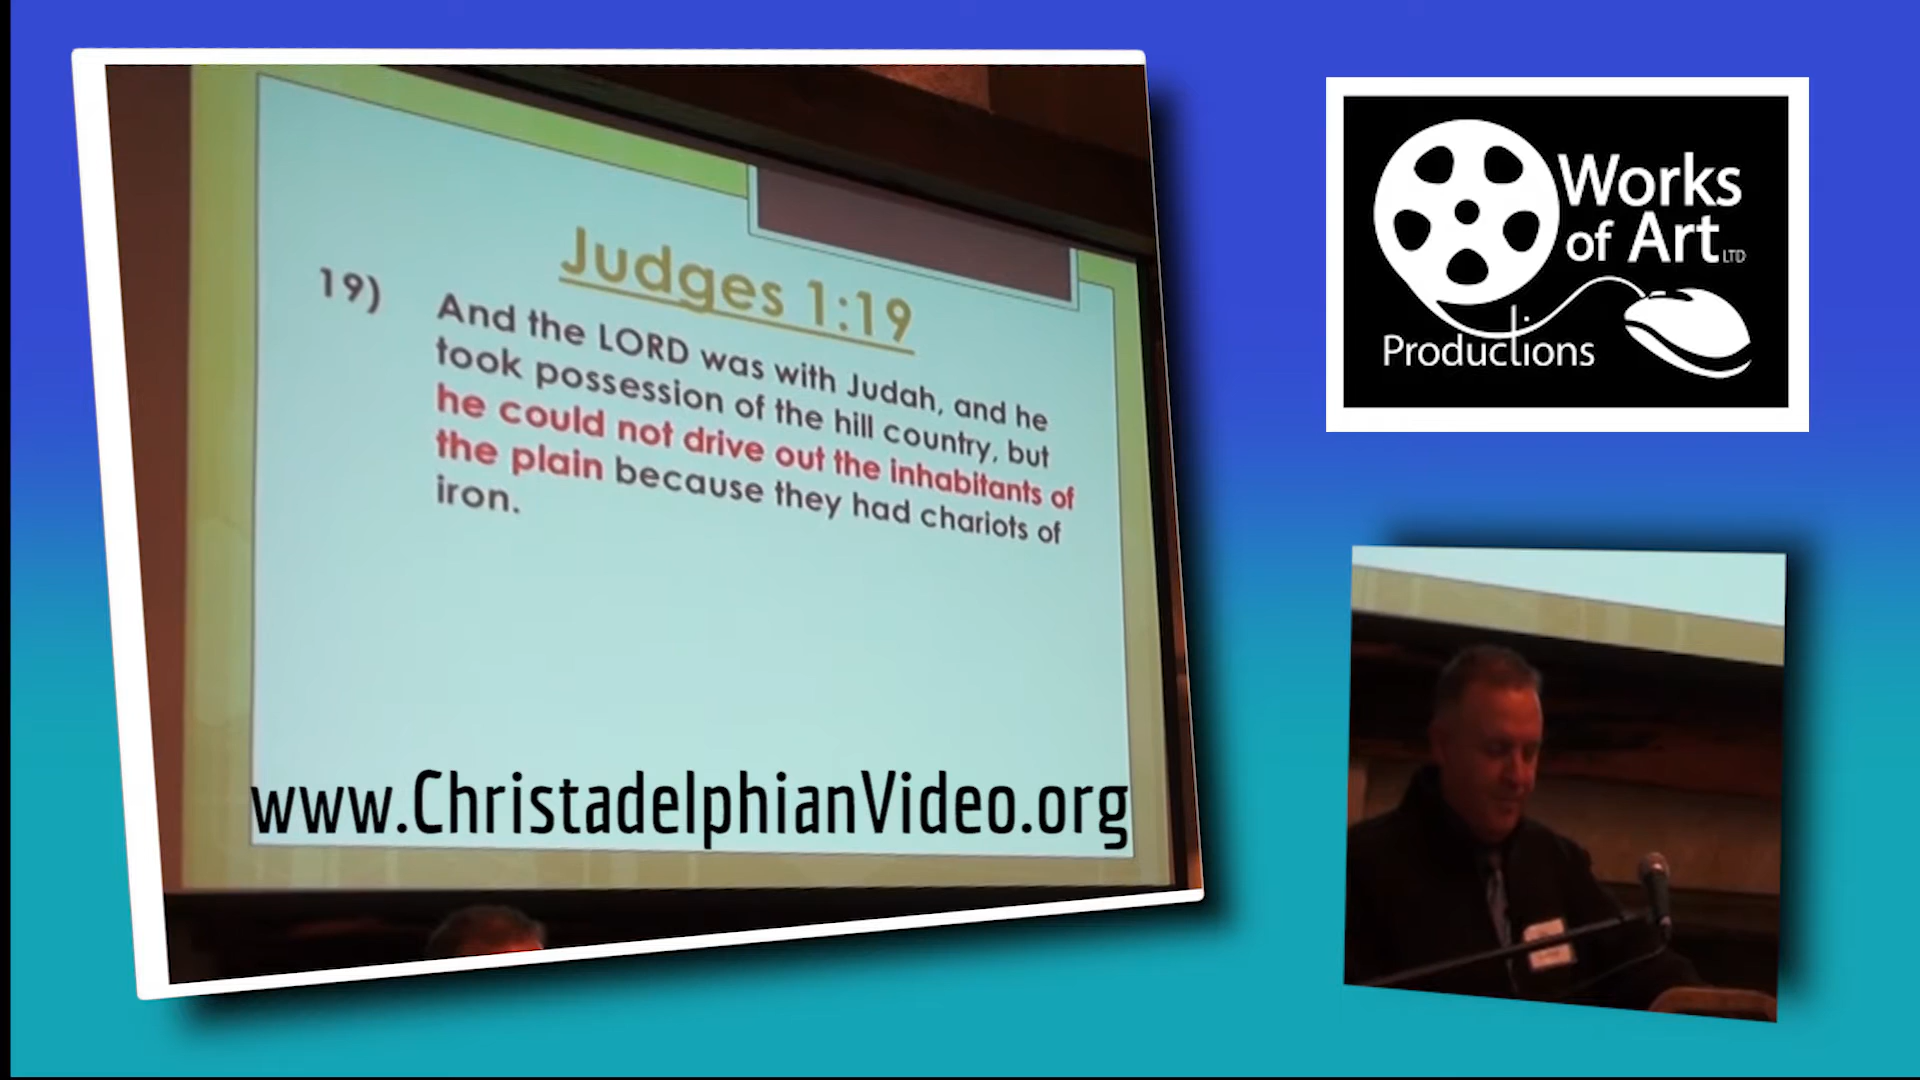 Judges 1:19
19) And the LORD was with Judah, and he
took possession of the hill country, but
he could not drive out the inhabitants of
the plain because they had chariots of
iron.
www.ChristadelphianVideo.org
Works
of Art LTD
Productions